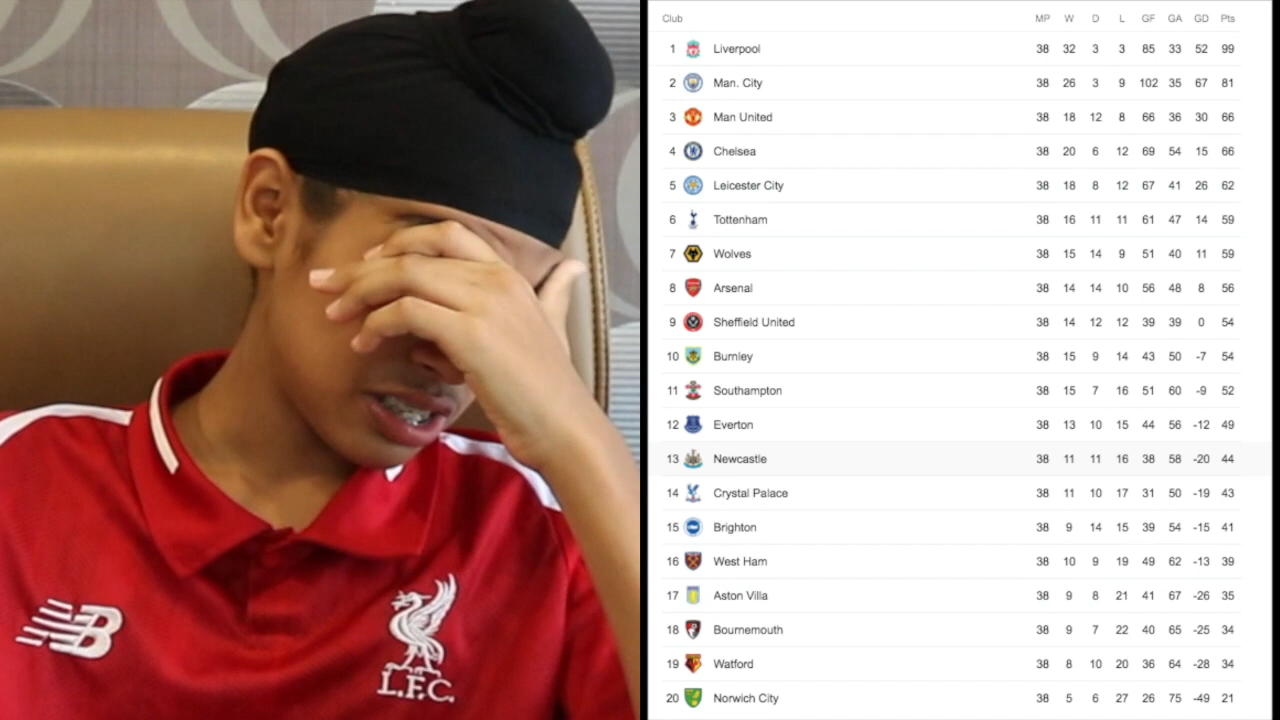 L.F.C.
Club MP W D L GF GA GD Pts
1 Liverpool 38 32 3 3 85 33 52 99
2 Man. City 38 26 3 9 102 35 67 81
3 Man United 38 18 12 8 66 36 30 66
4 Chelsea 38 20 6 12 69 54 15 66
5 Leicester City 38 18 8 12 67 41 26 62
6 Tottenham 38 16 11 11 61 47 14 59
7 Wolves 38 15 14 9 51 40 11 59
8 Arsenal 38 14 14 10 56 48 8 56
9 Sheffield United 38 14 12 12 39 39 0 54
10 Burnley 38 15 9 14 43 50 -7 54
11 Southampton 38 15 7 16 51 60 -9 52
12 Everton 38 13 10 15 44 56 -12 49
13 Newcastle 38 11 11 16 38 58 -20 44
14 Crystal Palace 38 11 10 17 31 50 -19 43
15 Brighton 38 9 14 15 39 54 -15 41
16 West Ham 38 10 9 19 49 62 -13 39
17 Aston Villa 38 9 8 21 41 67 -26 35
18 Bournemouth 38 9 7 22 40 65 -25 34
19 Watford 38 8 10 20 36 64 -28 34
20 Norwich City 38 5 6 27 26 75 -49 21